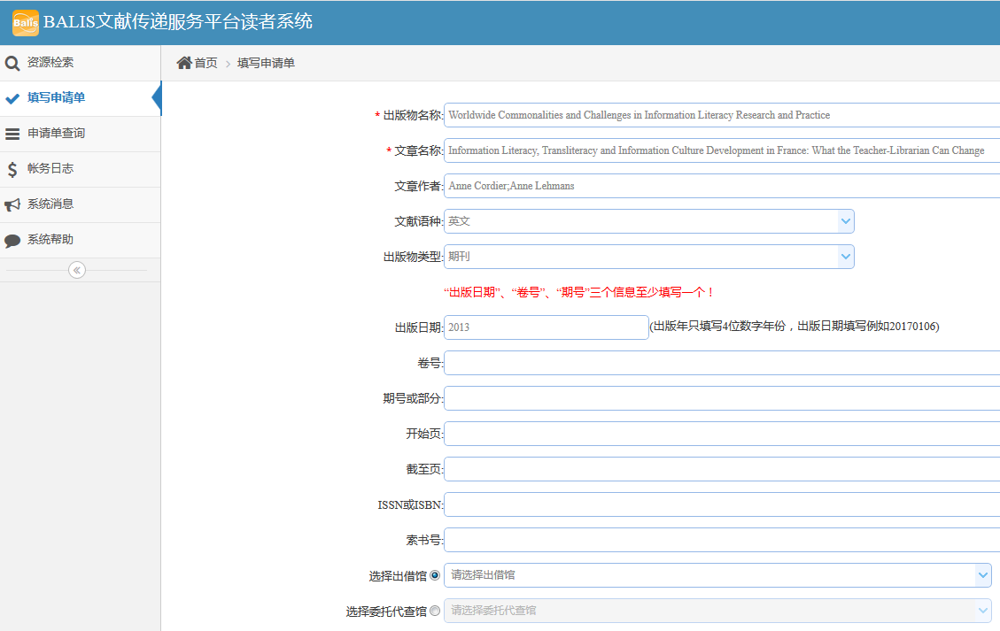 Balis BALIS文献传递服务平台读者系统
资源检索
填写申请单
申请单查询
帐务日志
系统消息
系统帮助
首页 > 填写申请单
* 出版物名称: Worldwide Commonalities and Challenges in Information Literacy Research and Practice
* 文章名称: Information Literacy, Transliteracy and Information Culture Development in France: What the Teacher-Librarian Can Change
文章作者: Anne Cordier;Anne Lehmans
文献语种: 英文
出版物类型: 期刊
“出版日期”、“卷号”、“期号”三个信息至少填写一个！
出版日期: 2013 (出版年只填写4位数字年份，出版日期填写例如20170106)
卷号:
期号或部分:
开始页:
截至页:
ISSN或ISBN:
索书号:
选择出借馆 请选择出借馆
选择委托代查馆 请选择委托代查馆